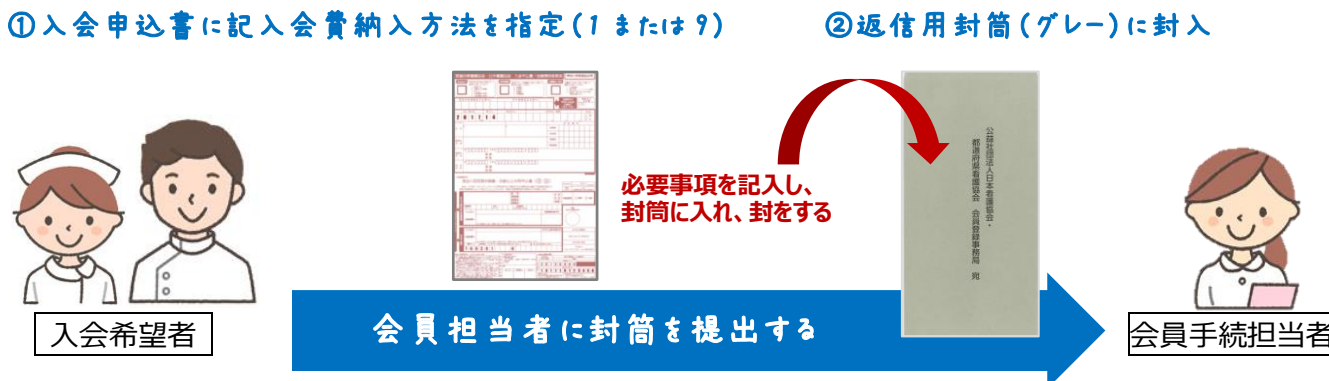 ①入会申込書に記入会費納入方法を指定(1または9)
②返信用封筒(グレー)に封入
必要事項を記入し、
封筒に入れ、封をする
公益社団法人日本看護協会・
都道府県看護協会 会員登録事務局 宛
会員担当者に封筒を提出する
入会希望者
会員手続担当者